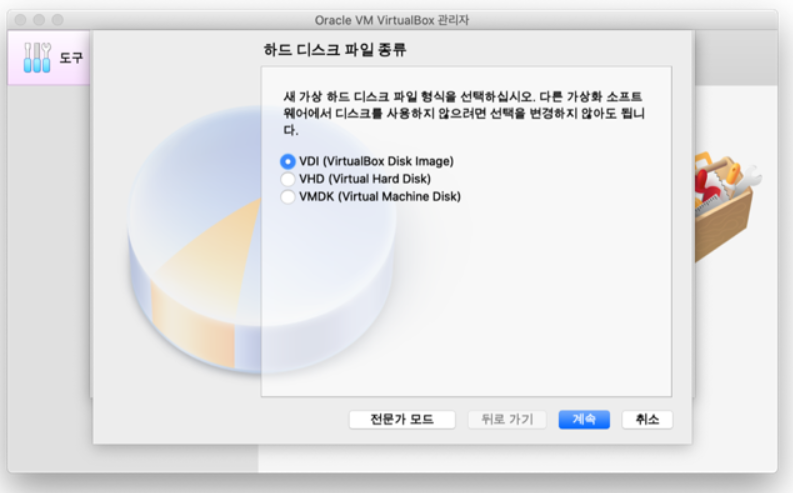 Oracle VM VirtualBox 관리자
도구
하드 디스크 파일 종류
새 가상 하드 디스크 파일 형식을 선택하십시오. 다른 가상화 소프트
웨어에서 디스크를 사용하지 않으려면 선택을 변경하지 않아도 됩니
다.
VDI (VirtualBox Disk Image)
VHD (Virtual Hard Disk)
VMDK (Virtual Machine Disk)
전문가 모드 뒤로 가기 계속 취소